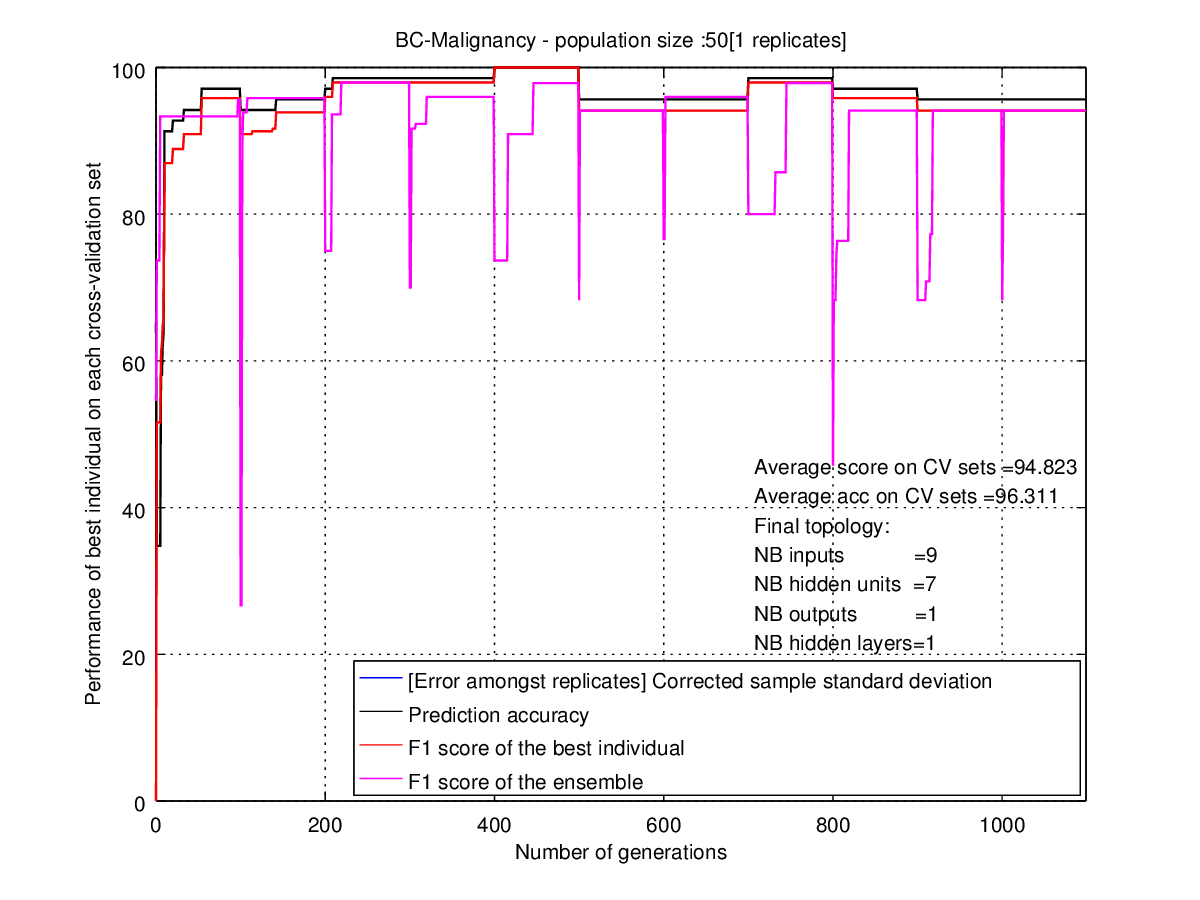 BC-Malignancy - population size :50[1 replicates]
Performance of best individual on each cross-validation set
100
80
60
40
20
0
Average score on CV sets =94.823
Average acc on CV sets =96.311
Final topology:
NB inputs =9
NB hidden units =7
NB outputs =1
NB hidden layers=1
[Error amongst replicates] Corrected sample standard deviation
Prediction accuracy
F1 score of the best individual
F1 score of the ensemble
0 200 400 600 800 1000
Number of generations